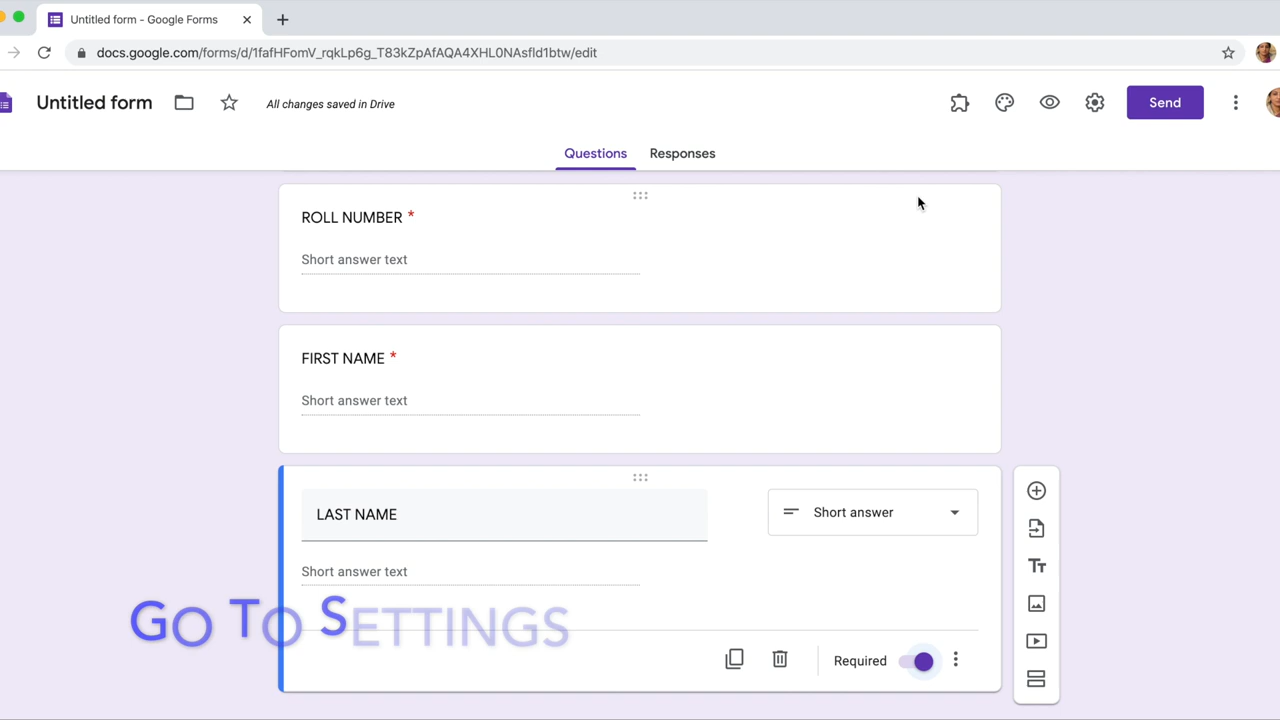 Untitled form - Google Forms
docs.google.com/forms/d/1fafHFomV_rqkLp6g_T83kZpAfAQA4XHL0NAsfld1btw/edit
Untitled form
All changes saved in Drive
Send
Questions
Responses
ROLL NUMBER *
Short answer text
FIRST NAME *
Short answer text
LAST NAME
Short answer
Short answer text
GO TO SETTINGS
Required